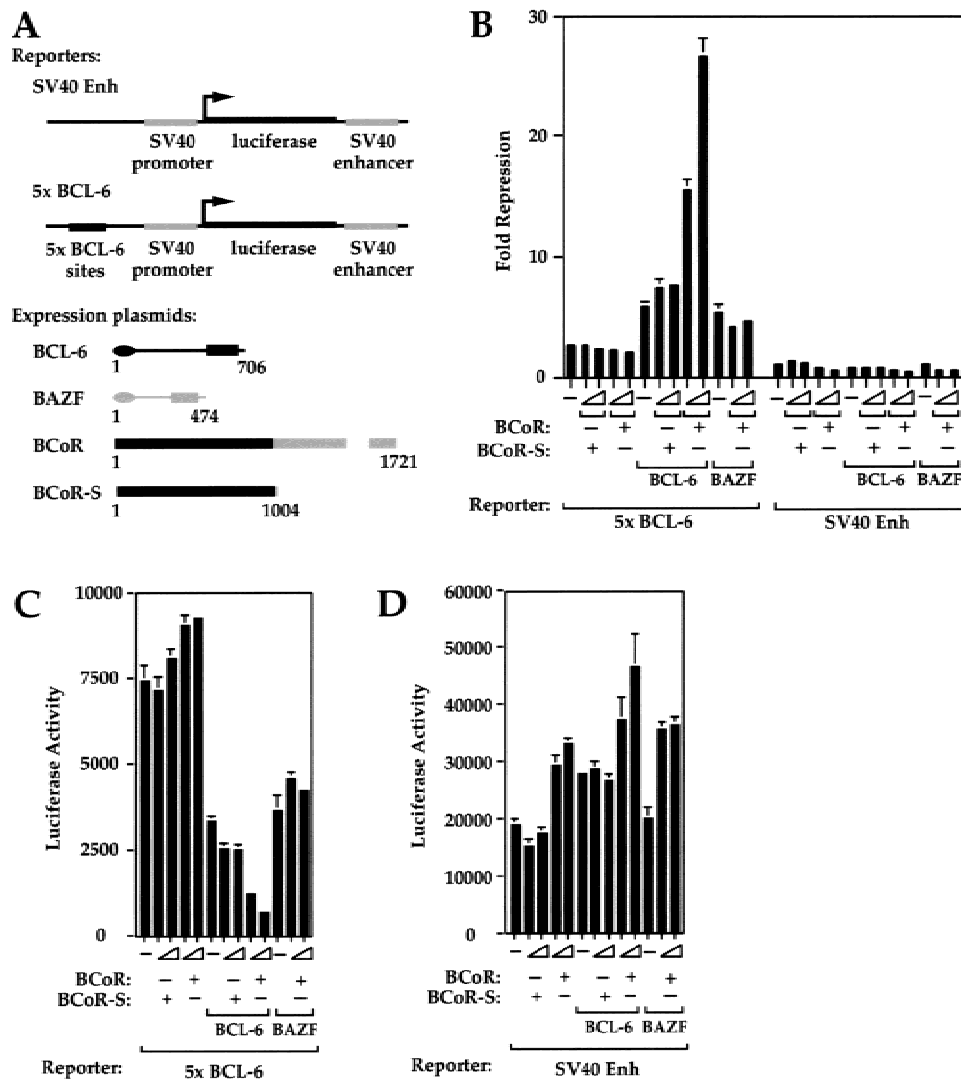 A
Reporters:
SV40 Enh
SV40 promoter
luciferase
SV40 enhancer
5x BCL-6
5x BCL-6 sites
SV40 promoter
luciferase
SV40 enhancer
Expression plasmids:
BCL-6
1 706
BAZF
1 474
BCoR
1 1721
BCoR-S
1 1004
B
Fold Repression
30
20
10
0
– – + – + – – + – – + – – +
BCoR: – + – + + – + – + +
BCoR-S: + – + – – + – + – –
BCL-6 BAZF BCL-6 BAZF
Reporter: 5x BCL-6 SV40 Enh
C
Luciferase Activity
10000
7500
5000
2500
0
– – –
BCoR: – + – + +
BCoR-S: + – + – –
BCL-6 BAZF
Reporter: 5x BCL-6
D
Luciferase Activity
60000
50000
40000
30000
20000
10000
0
– – –
BCoR: – + – + +
BCoR-S: + – + – –
BCL-6 BAZF
Reporter: SV40 Enh